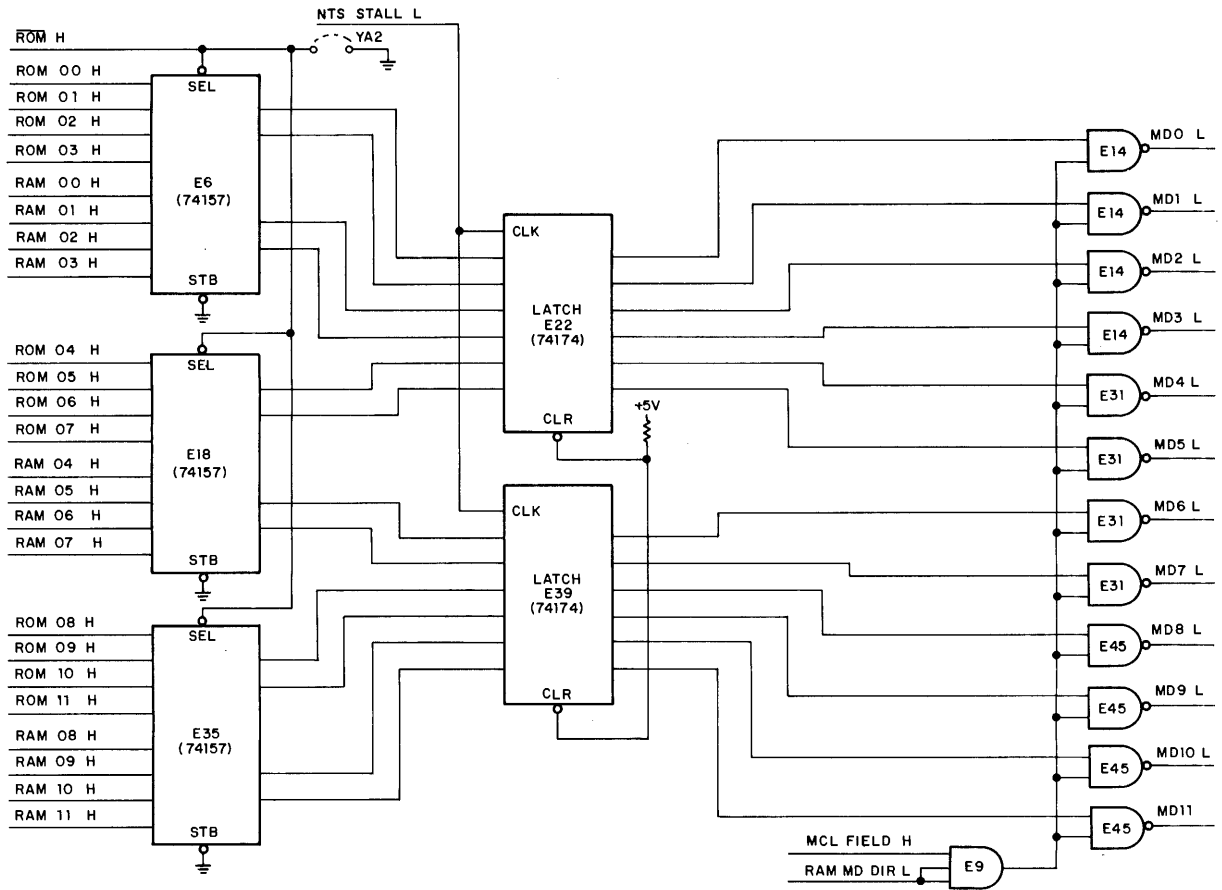 NTS STALL L
ROM H
YA2
ROM 00 H
ROM 01 H
ROM 02 H
ROM 03 H
RAM 00 H
RAM 01 H
RAM 02 H
RAM 03 H
SEL
E6
(74157)
STB
ROM 04 H
ROM 05 H
ROM 06 H
ROM 07 H
RAM 04 H
RAM 05 H
RAM 06 H
RAM 07 H
SEL
E18
(74157)
STB
ROM 08 H
ROM 09 H
ROM 10 H
ROM 11 H
RAM 08 H
RAM 09 H
RAM 10 H
RAM 11 H
SEL
E35
(74157)
STB
CLK
LATCH
E22
(74174)
CLR
+5V
CLK
LATCH
E39
(74174)
CLR
E14
MD0 L
E14
MD1 L
E14
MD2 L
E14
MD3 L
E31
MD4 L
E31
MD5 L
E31
MD6 L
E31
MD7 L
E45
MD8 L
E45
MD9 L
E45
MD10 L
E45
MD11
MCL FIELD H
RAM MD DIR L
E9